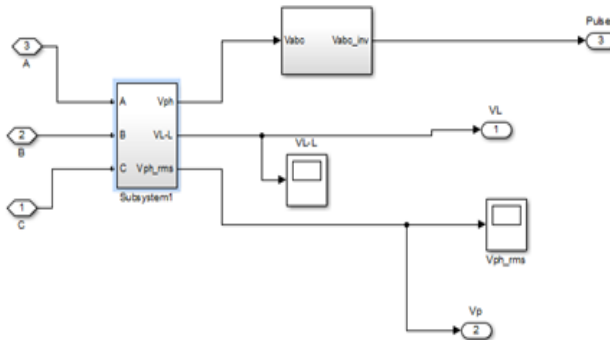 Pulse
3
3
A
Vabc
Vabc_inv
A
Vph
VL
2
B
B
VL-L
VL-L
1
C
Vph_rms
1
C
Subsystem1
Vph_rms
Vp
2